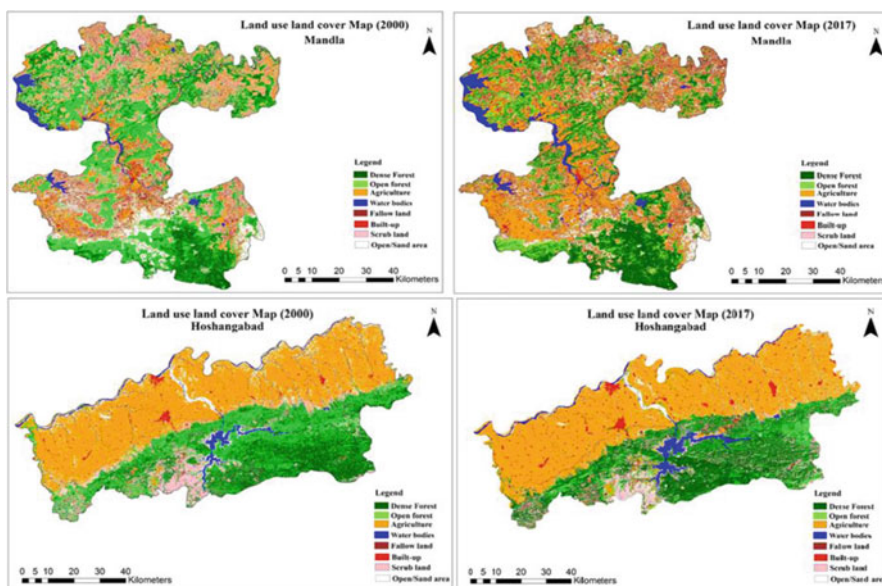 Land use land cover Map (2000)
Mandla
N
Legend
Dense Forest
Open forest
Agriculture
Water bodies
Fallow land
Built-up
Scrub land
Open/Sand area
0 5 10 20 30 40
Kilometers
Land use land cover Map (2017)
Mandla
N
Legend
Dense Forest
Open forest
Agriculture
Water bodies
Fallow land
Built-up
Scrub land
Open/Sand area
0 5 10 20 30 40
Kilometers
Land use land cover Map (2000)
Hoshangabad
N
Legend
Dense Forest
Open forest
Agriculture
Water bodies
Fallow land
Built-up
Scrub land
Open/Sand area
0 5 10 20 30 40
Kilometers
Land use land cover Map (2017)
Hoshangabad
N
Legend
Dense Forest
Open forest
Agriculture
Water bodies
Fallow land
Built-up
Scrub land
Open/Sand area
0 5 10 20 30 40
Kilometers